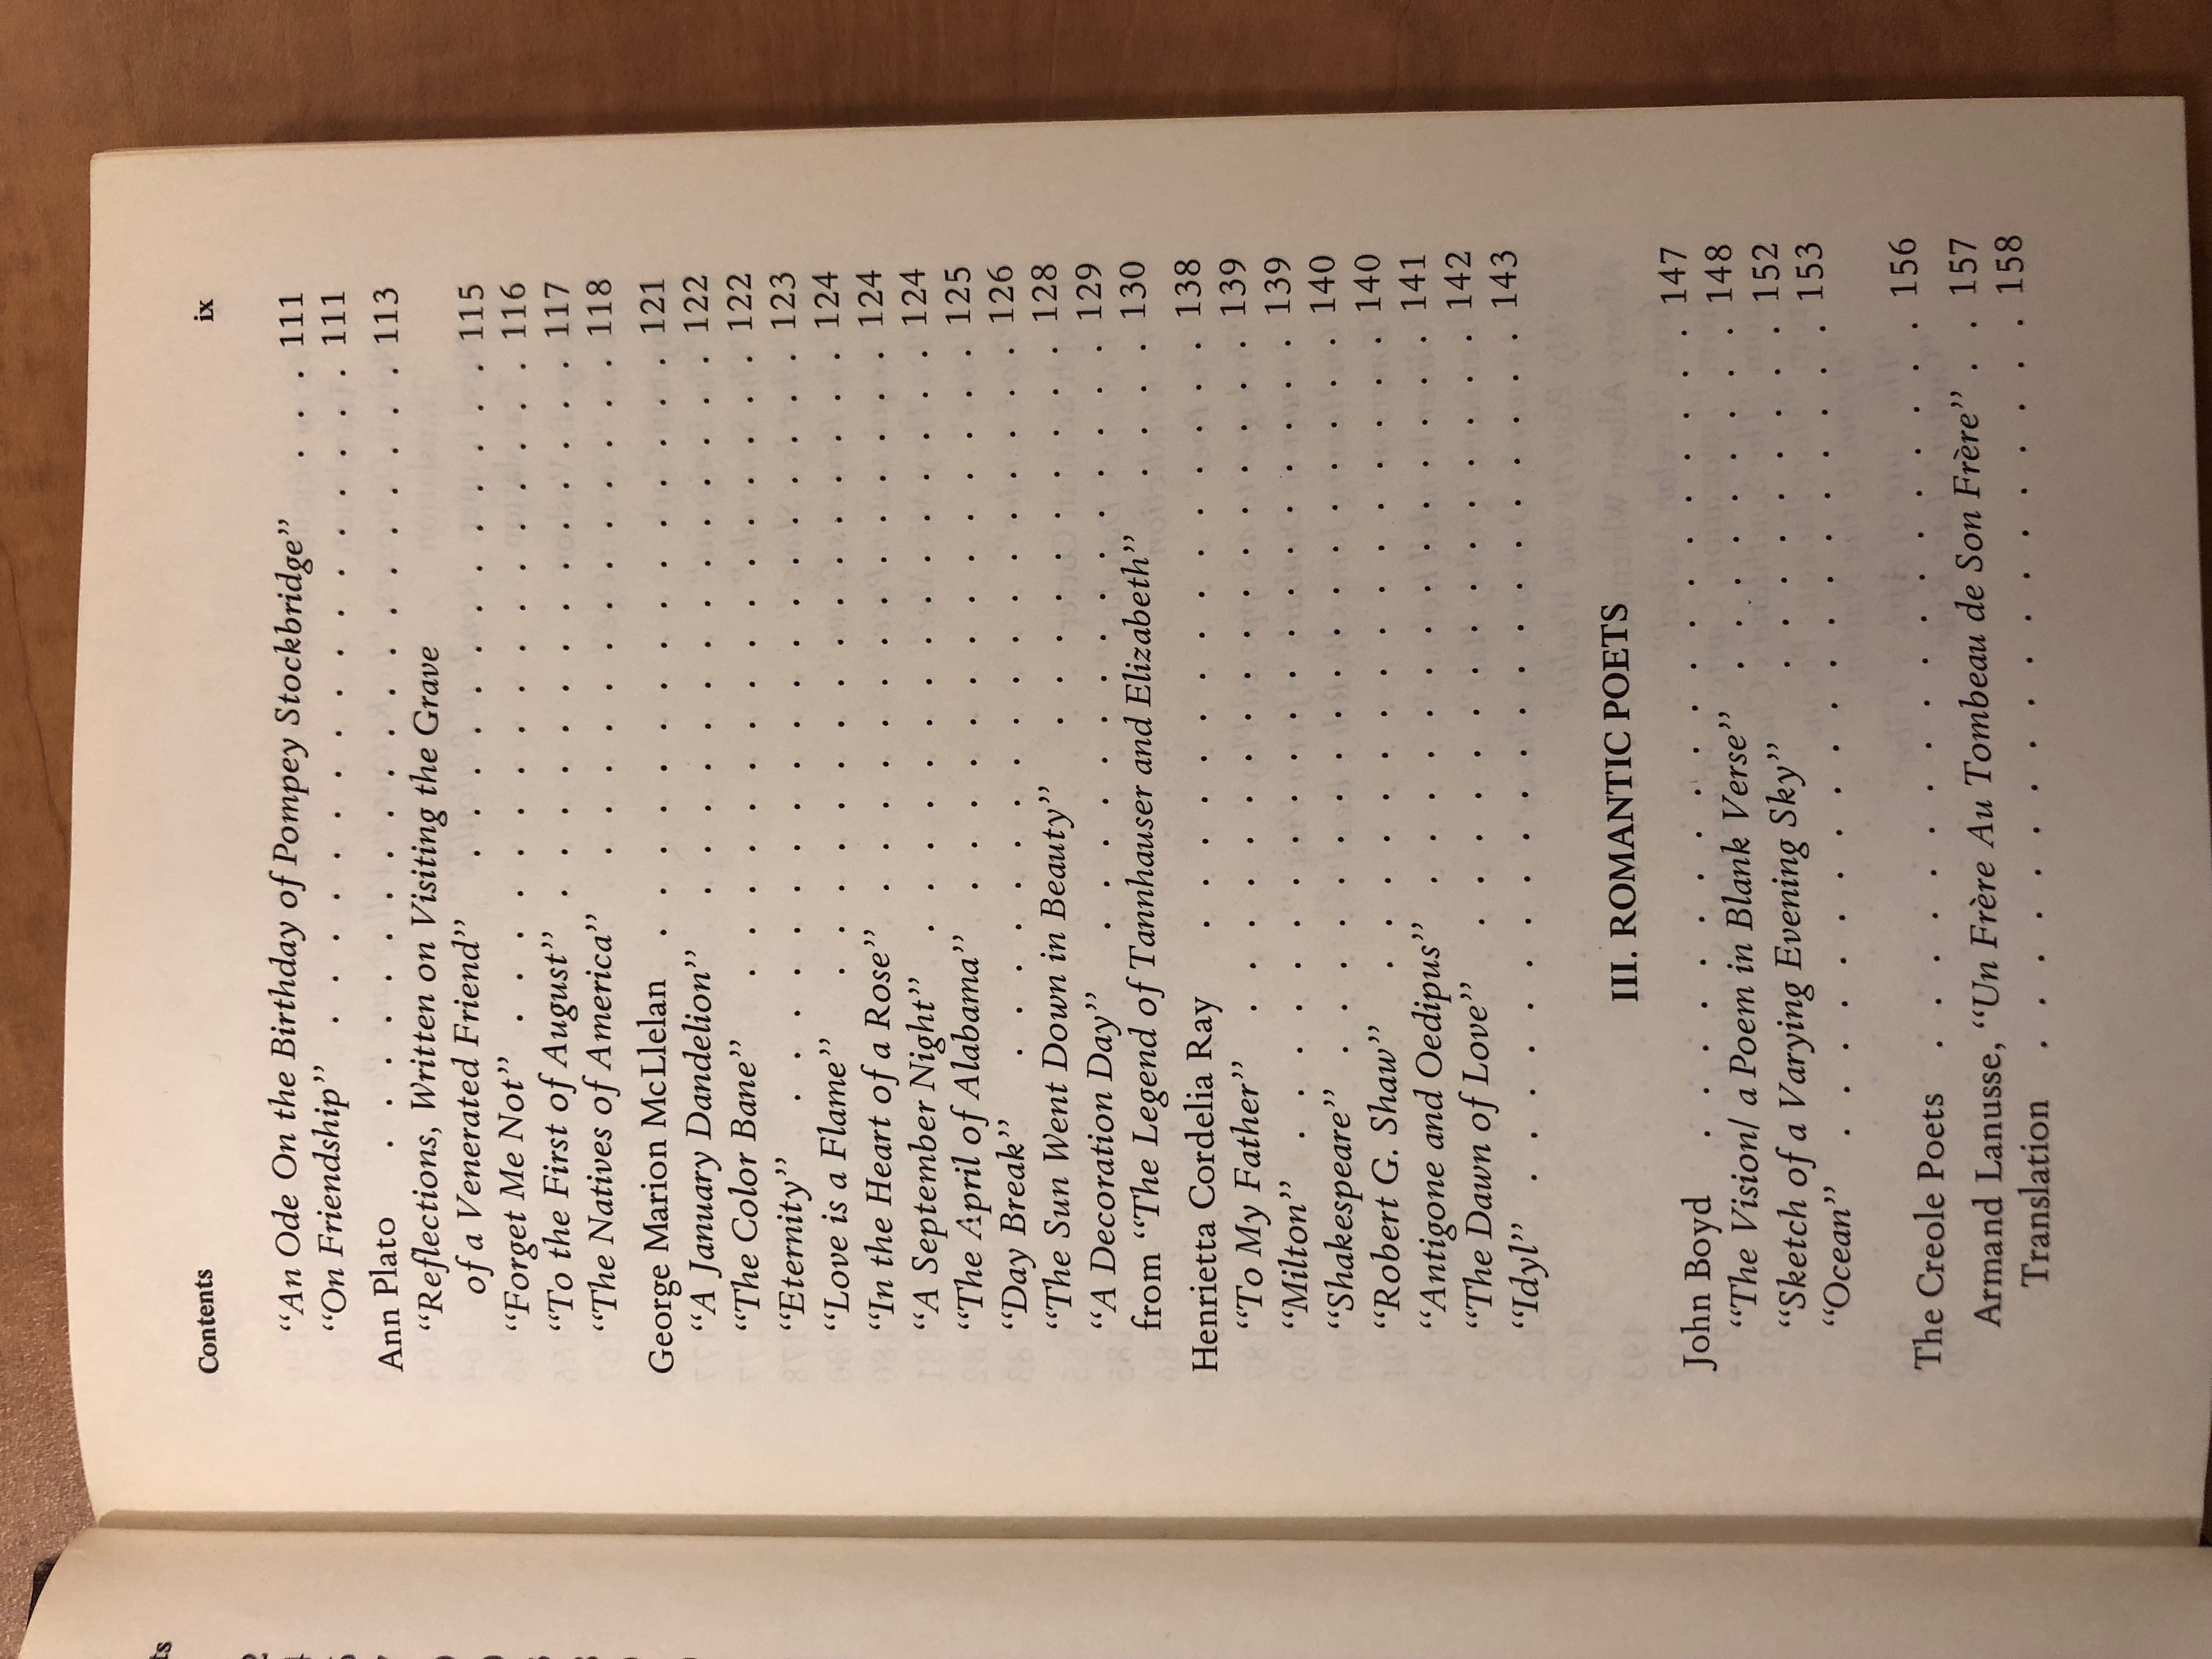 Contents ix
“An Ode On the Birthday of Pompey Stockbridge” . . . 111
“On Friendship” . . . . . . . . . . . . . . . . . 111
Ann Plato . . . . . . . . . . . . . . . . . . . . 113
“Reflections, Written on Visiting the Grave
of a Venerated Friend” . . . . . . . . . . . . . 115
“Forget Me Not” . . . . . . . . . . . . . . . . . 116
“To the First of August” . . . . . . . . . . . . . 117
“The Natives of America” . . . . . . . . . . . . . 118
George Marion McLlelan . . . . . . . . . . . . . . 121
“A January Dandelion” . . . . . . . . . . . . . . 122
“The Color Bane” . . . . . . . . . . . . . . . . 122
“Eternity” . . . . . . . . . . . . . . . . . . . 123
“Love is a Flame” . . . . . . . . . . . . . . . . 124
“In the Heart of a Rose” . . . . . . . . . . . . . 124
“A September Night” . . . . . . . . . . . . . . . 124
“The April of Alabama” . . . . . . . . . . . . . . 125
“Day Break” . . . . . . . . . . . . . . . . . . 126
“The Sun Went Down in Beauty” . . . . . . . . . . 128
“A Decoration Day” . . . . . . . . . . . . . . . 129
from “The Legend of Tannhauser and Elizabeth” . . . . 130
Henrietta Cordelia Ray . . . . . . . . . . . . . . 138
“To My Father” . . . . . . . . . . . . . . . . . 139
“Milton” . . . . . . . . . . . . . . . . . . . . 139
“Shakespeare” . . . . . . . . . . . . . . . . . . 140
“Robert G. Shaw” . . . . . . . . . . . . . . . . 140
“Antigone and Oedipus” . . . . . . . . . . . . . . 141
“The Dawn of Love” . . . . . . . . . . . . . . . 142
“Idyl” . . . . . . . . . . . . . . . . . . . . . 143
III. ROMANTIC POETS
John Boyd . . . . . . . . . . . . . . . . . . . . 147
“The Vision/ a Poem in Blank Verse” . . . . . . . . 148
“Sketch of a Varying Evening Sky” . . . . . . . . . 152
“Ocean” . . . . . . . . . . . . . . . . . . . . 153
The Creole Poets . . . . . . . . . . . . . . . . . 156
Armand Lanusse, “Un Frère Au Tombeau de Son Frère” . . 157
Translation . . . . . . . . . . . . . . . . . . 158